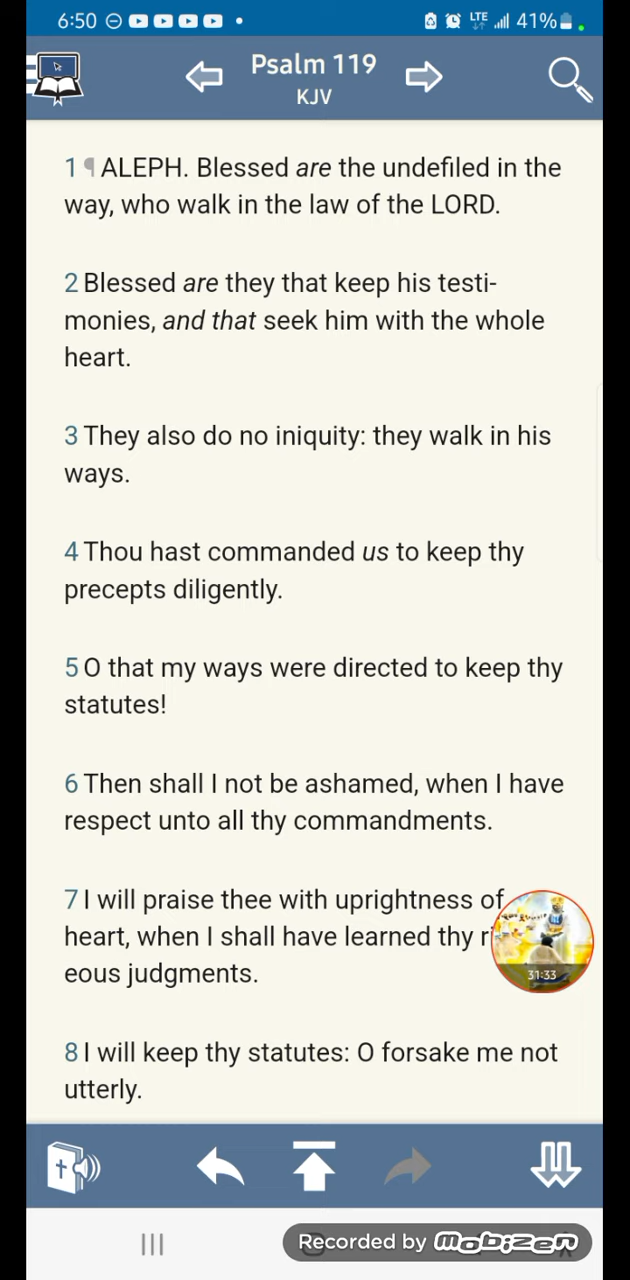 6:50 41%
LTE
Psalm 119
KJV
1 ¶ ALEPH. Blessed are the undefiled in the
way, who walk in the law of the LORD.
2 Blessed are they that keep his testi-
monies, and that seek him with the whole
heart.
3 They also do no iniquity: they walk in his
ways.
4 Thou hast commanded us to keep thy
precepts diligently.
5 O that my ways were directed to keep thy
statutes!
6 Then shall I not be ashamed, when I have
respect unto all thy commandments.
7 I will praise thee with uprightness of
heart, when I shall have learned thy ri
eous judgments.
31:33
8 I will keep thy statutes: O forsake me not
utterly.
Recorded by mobizen